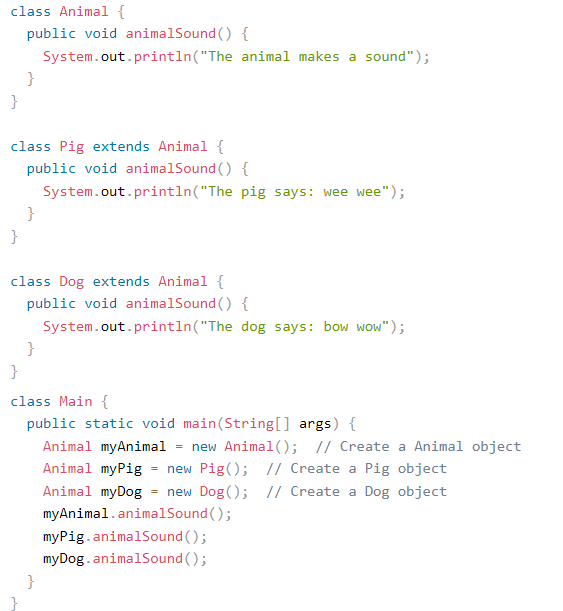 class Animal {
  public void animalSound() {
    System.out.println("The animal makes a sound");
  }
}

class Pig extends Animal {
  public void animalSound() {
    System.out.println("The pig says: wee wee");
  }
}

class Dog extends Animal {
  public void animalSound() {
    System.out.println("The dog says: bow wow");
  }
}
class Main {
  public static void main(String[] args) {
    Animal myAnimal = new Animal();  // Create a Animal object
    Animal myPig = new Pig();  // Create a Pig object
    Animal myDog = new Dog();  // Create a Dog object
    myAnimal.animalSound();
    myPig.animalSound();
    myDog.animalSound();
  }
}